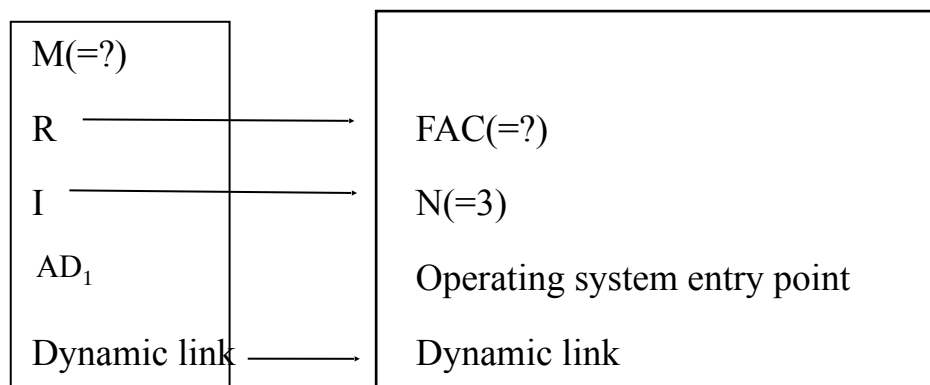 M(=?)
R
FAC(=?)
I
N(=3)
AD₁
Operating system entry point
Dynamic link
Dynamic link